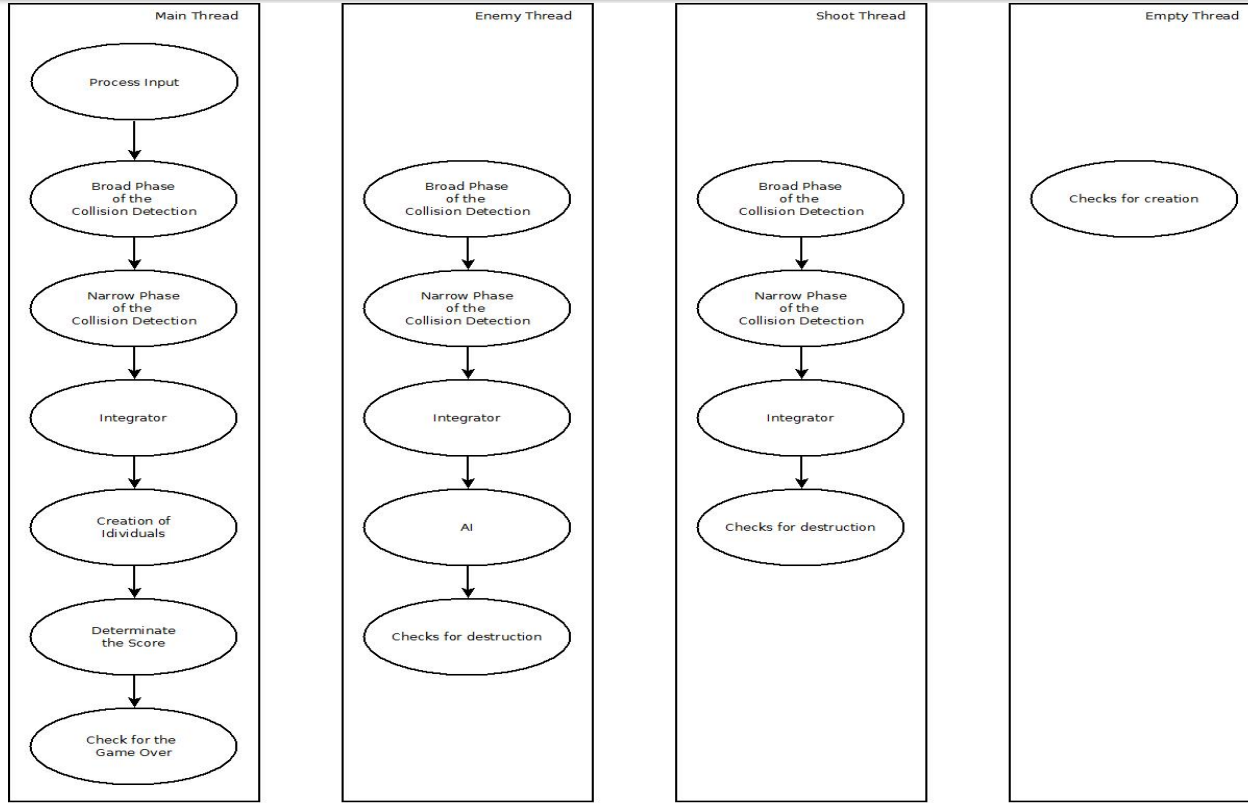 Main Thread
Process Input
Broad Phase
of the
Collision Detection
Narrow Phase
of the
Collision Detection
Integrator
Creation of
Idividuals
Determinate
the Score
Check for the
Game Over
Enemy Thread
Broad Phase
of the
Collision Detection
Narrow Phase
of the
Collision Detection
Integrator
AI
Checks for destruction
Shoot Thread
Broad Phase
of the
Collision Detection
Narrow Phase
of the
Collision Detection
Integrator
Checks for destruction
Empty Thread
Checks for creation